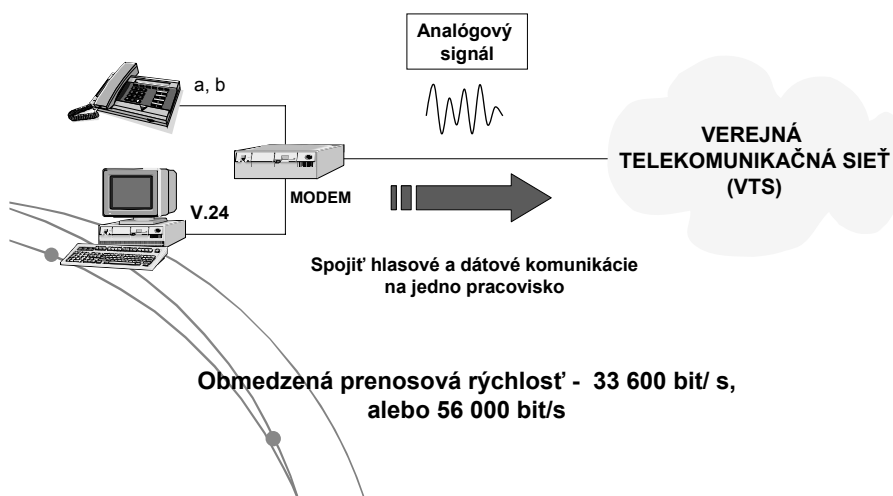 Analógový
signál
a, b
VEREJNÁ
TELEKOMUNIKAČNÁ SIEŤ
(VTS)
V.24
MODEM
Spojiť hlasové a dátové komunikácie
na jedno pracovisko
Obmedzená prenosová rýchlosť - 33 600 bit/ s,
alebo 56 000 bit/s